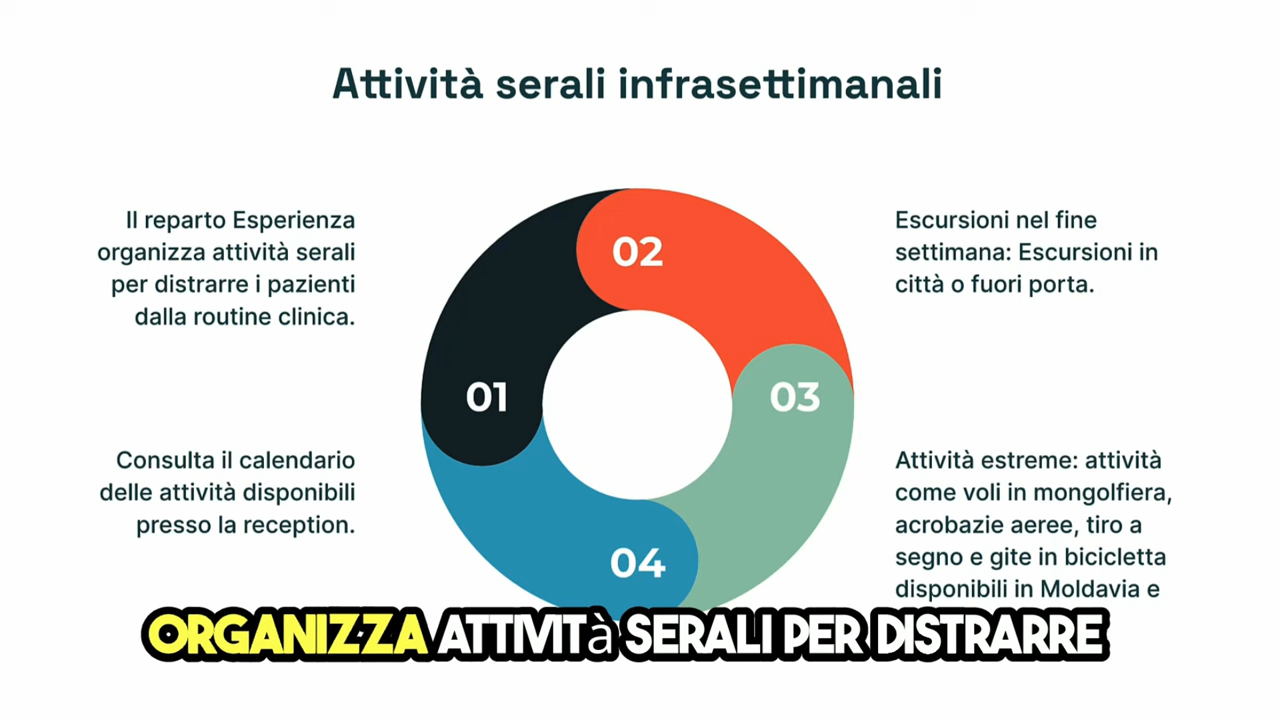 Attività serali infrasettimanali
Il reparto Esperienza
organizza attività serali
per distrarre i pazienti
dalla routine clinica.
01
02
Escursioni nel fine
settimana: Escursioni in
città o fuori porta.
03
Attività estreme: attività
come voli in mongolfiera,
acrobazie aeree, tiro a
segno e gite in bicicletta
disponibili in Moldavia e
04
Consulta il calendario
delle attività disponibili
presso la reception.
ORGANIZZA ATTIVITà SERALI PER DISTRARRE